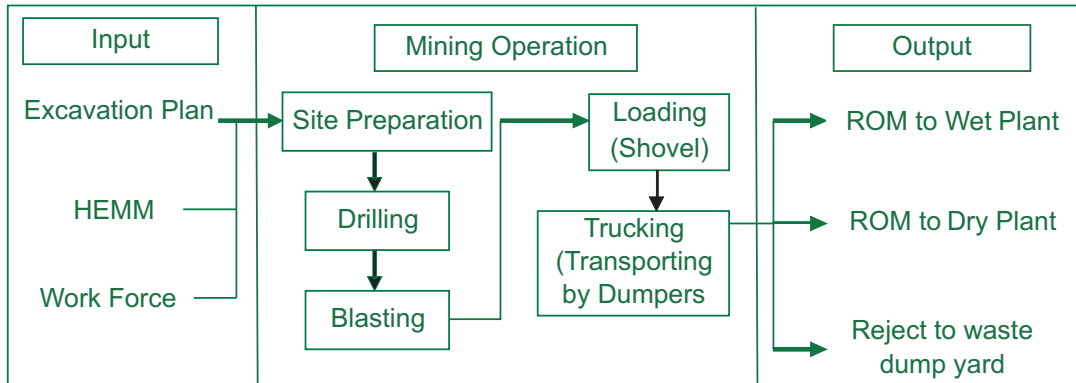 Input
Excavation Plan
HEMM
Work Force
Mining Operation
Site Preparation
Drilling
Blasting
Loading
(Shovel)
Trucking
(Transporting
by Dumpers
Output
ROM to Wet Plant
ROM to Dry Plant
Reject to waste
dump yard